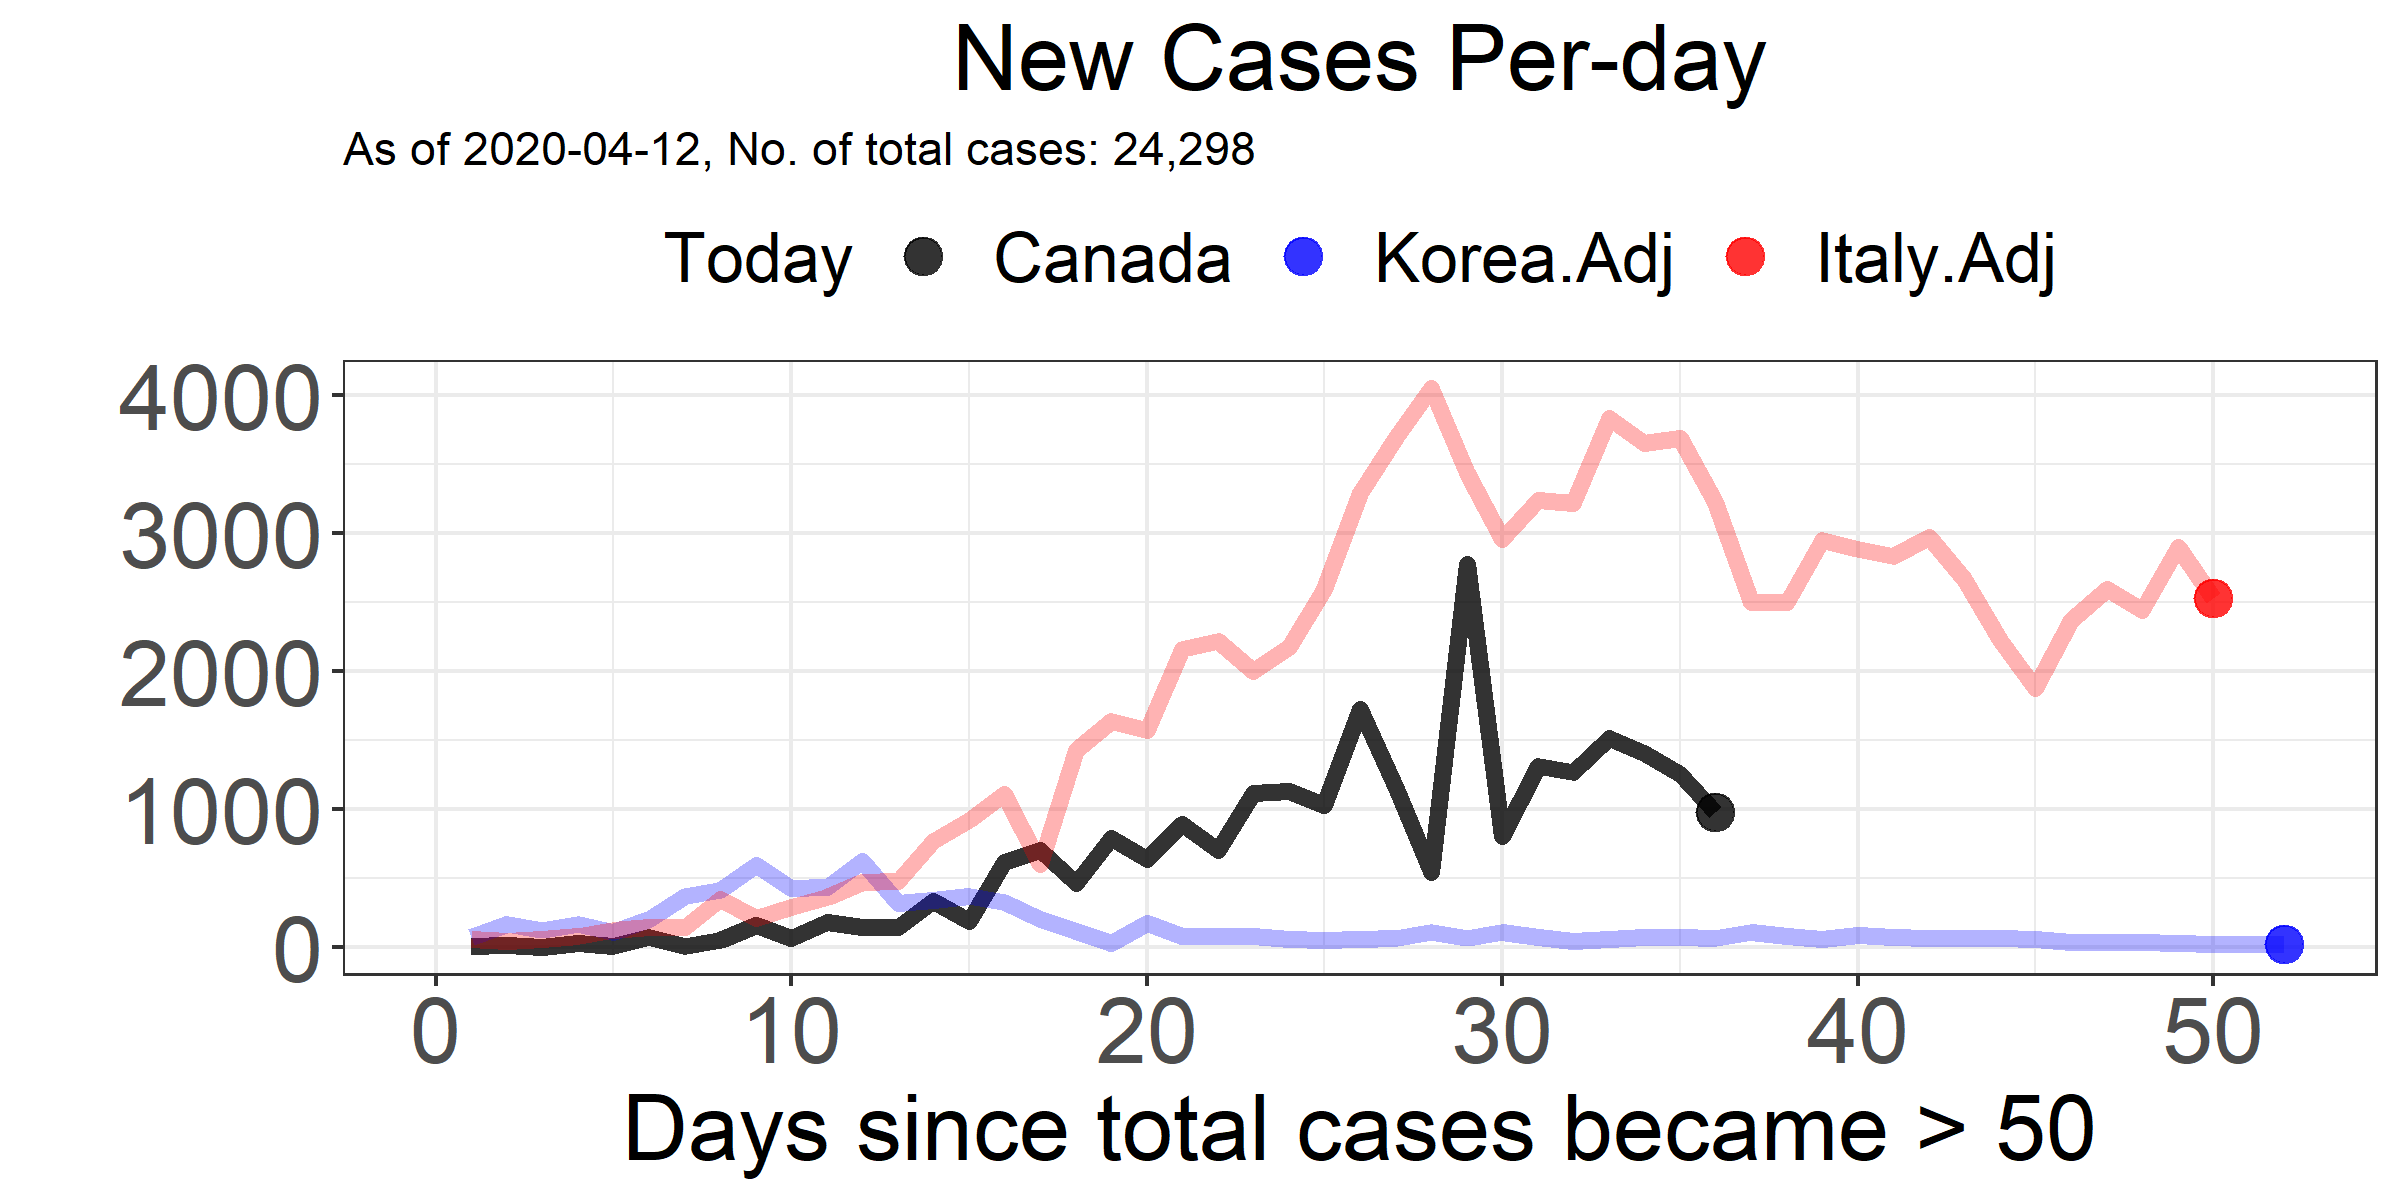 New Cases Per-day
As of 2020-04-12, No. of total cases: 24,298
Today Canada Korea.Adj Italy.Adj
4000
3000
2000
1000
0
0 10 20 30 40 50
Days since total cases became > 50